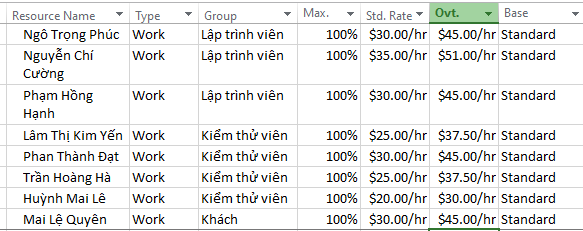 Resource Name Type Group Max. Std. Rate Ovt. Base
Ngô Trọng Phúc Work Lập trình viên 100% $30.00/hr $45.00/hr Standard
Nguyễn Chí Work Lập trình viên 100% $35.00/hr $51.00/hr Standard
Cường
Phạm Hồng Work Lập trình viên 100% $30.00/hr $45.00/hr Standard
Hạnh
Lâm Thị Kim Yến Work Kiểm thử viên 100% $25.00/hr $37.50/hr Standard
Phan Thành Đạt Work Kiểm thử viên 100% $30.00/hr $45.00/hr Standard
Trần Hoàng Hà Work Kiểm thử viên 100% $25.00/hr $37.50/hr Standard
Huỳnh Mai Lê Work Kiểm thử viên 100% $20.00/hr $30.00/hr Standard
Mai Lệ Quyên Work Khách 100% $30.00/hr $45.00/hr Standard